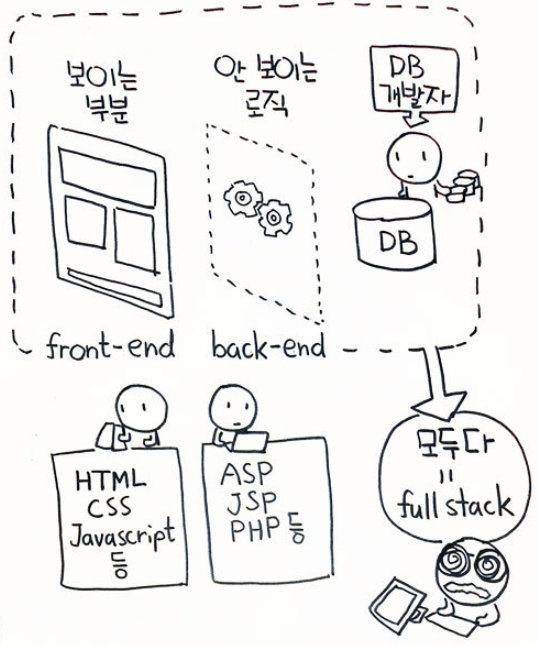 보이는
부분
안 보이는
로직
DB
개발자
DB
front-end
back-end
HTML
CSS
Javascript
등
ASP
JSP
PHP 등
모두다
=
full stack